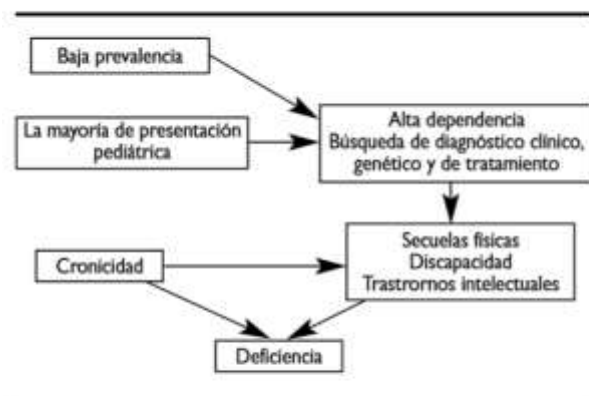 Baja prevalencia
La mayoría de presentación
pediátrica
Alta dependencia
Búsqueda de diagnóstico clínico,
genético y de tratamiento
Secuelas físicas
Discapacidad
Trastrornos intelectuales
Cronicidad
Deficiencia